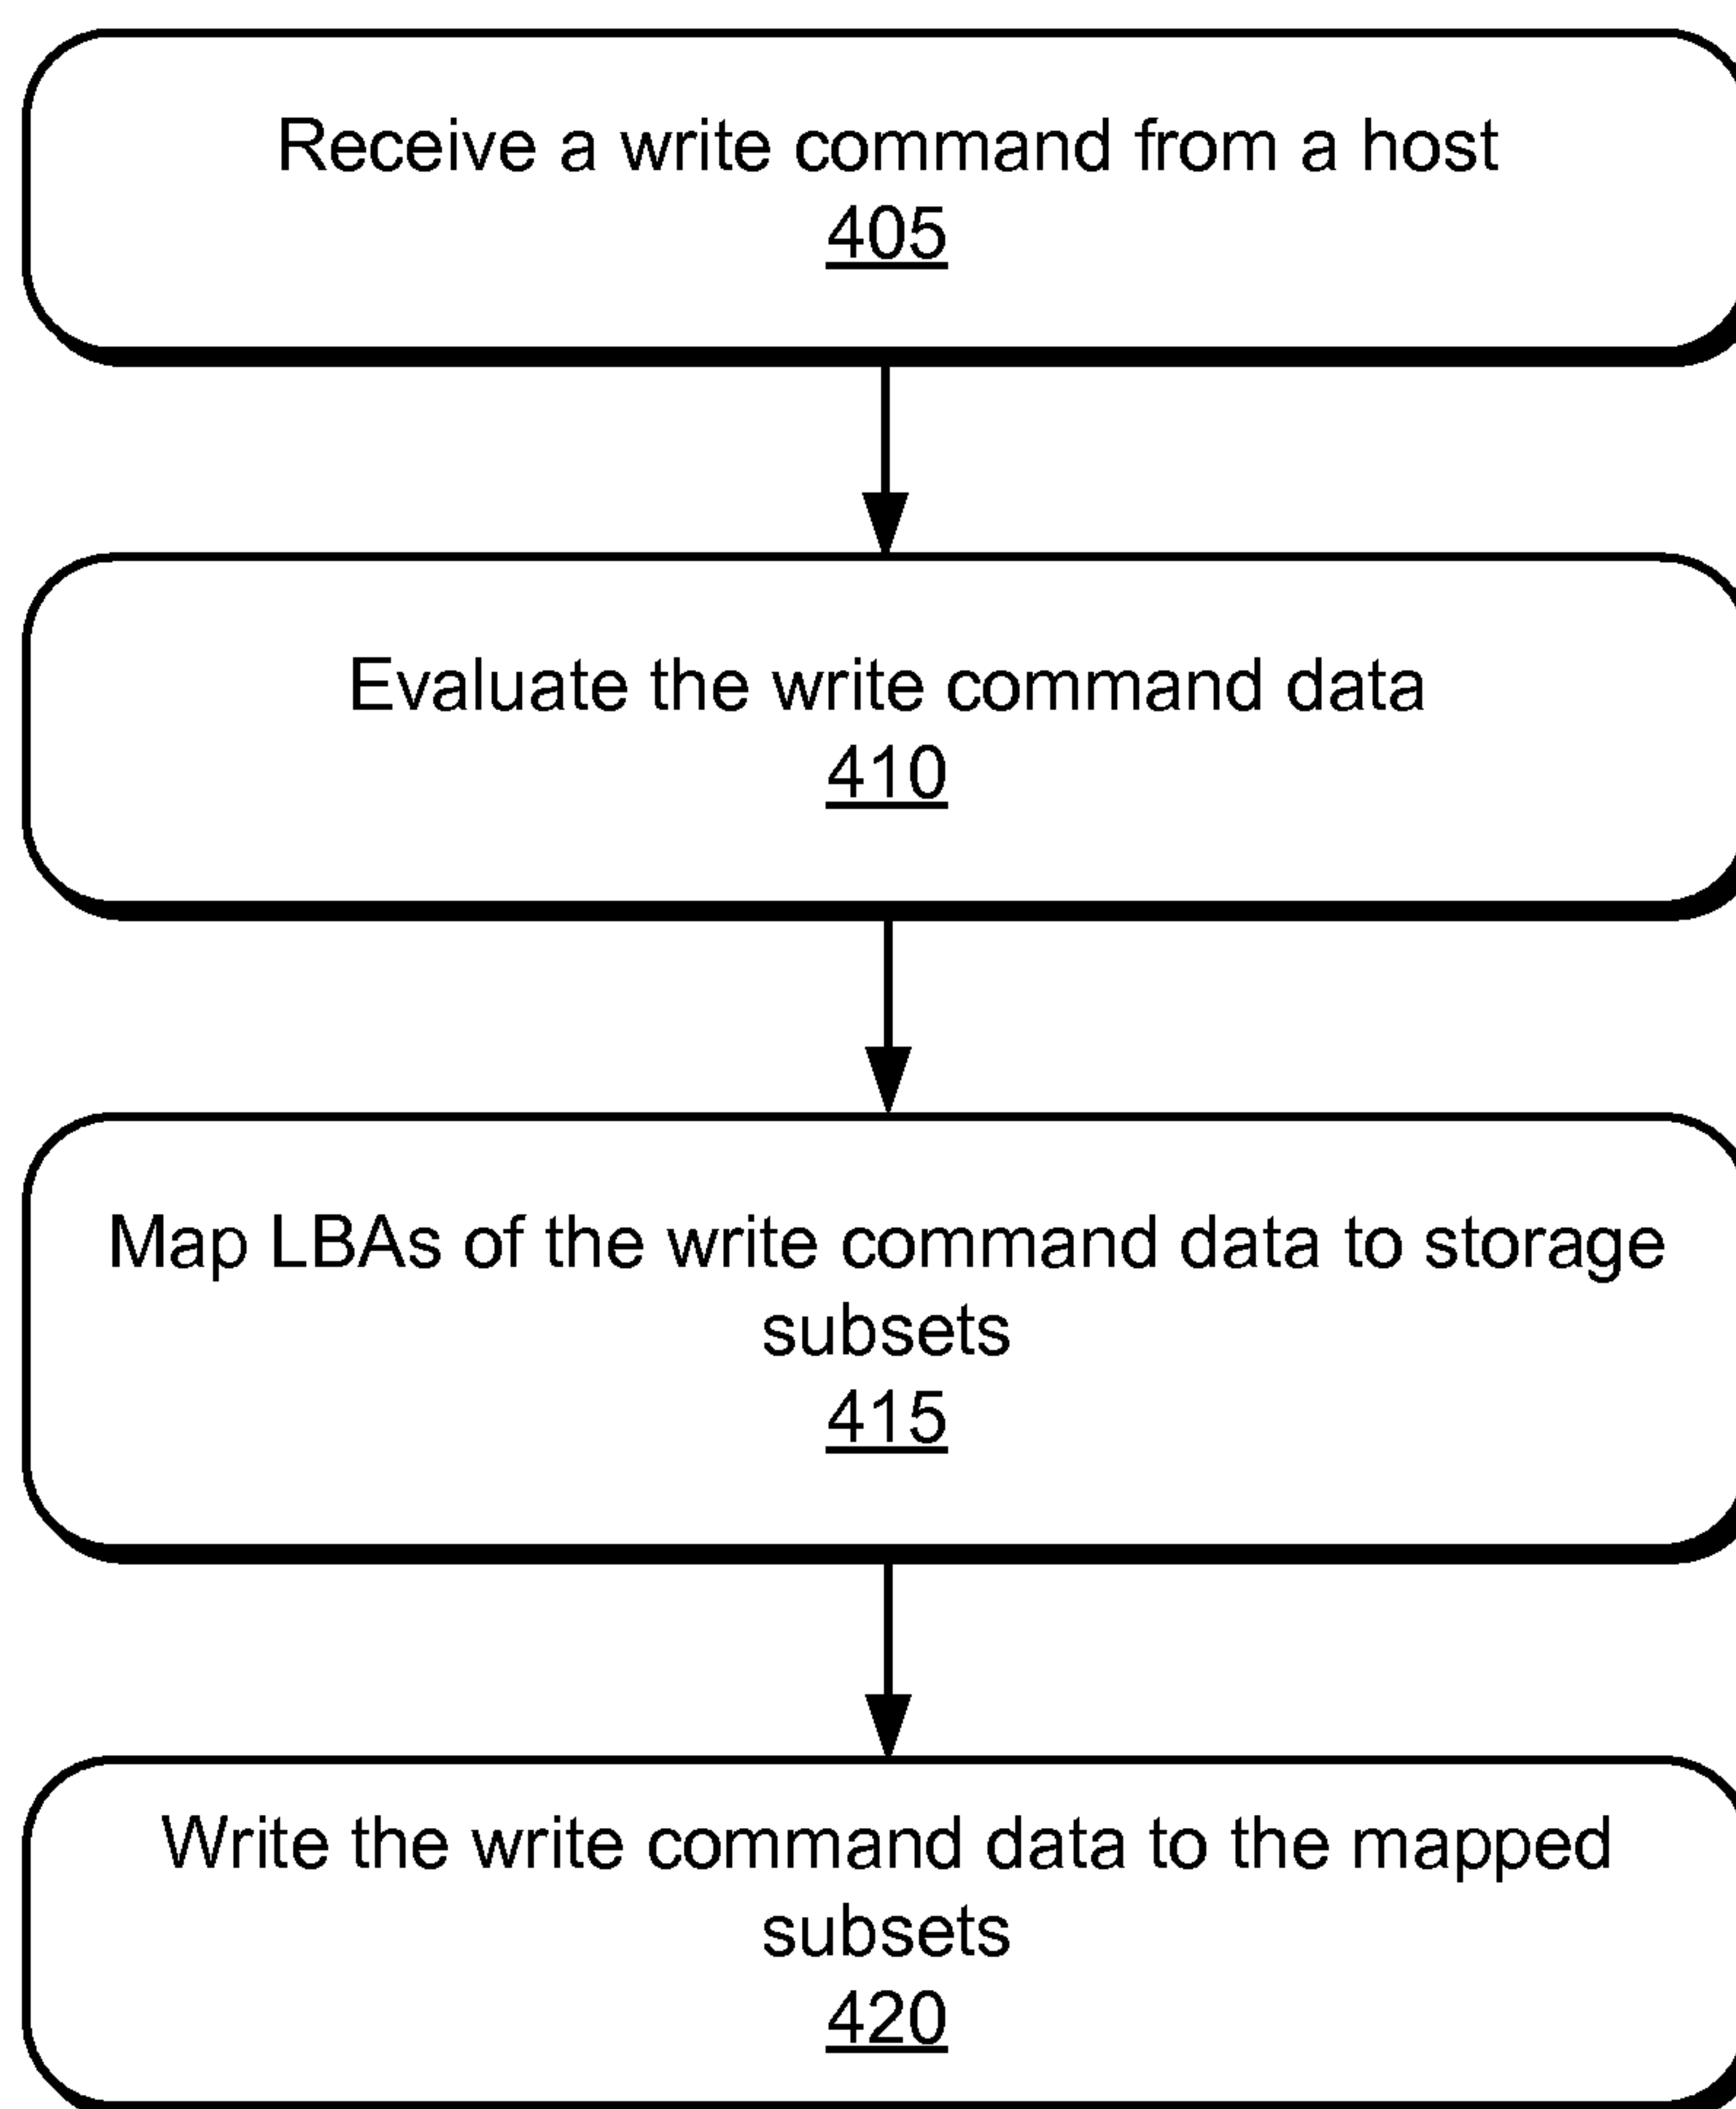 Receive a write command from a host
405
Evaluate the write command data
410
Map LBAs of the write command data to storage
subsets
415
Write the write command data to the mapped
subsets
420